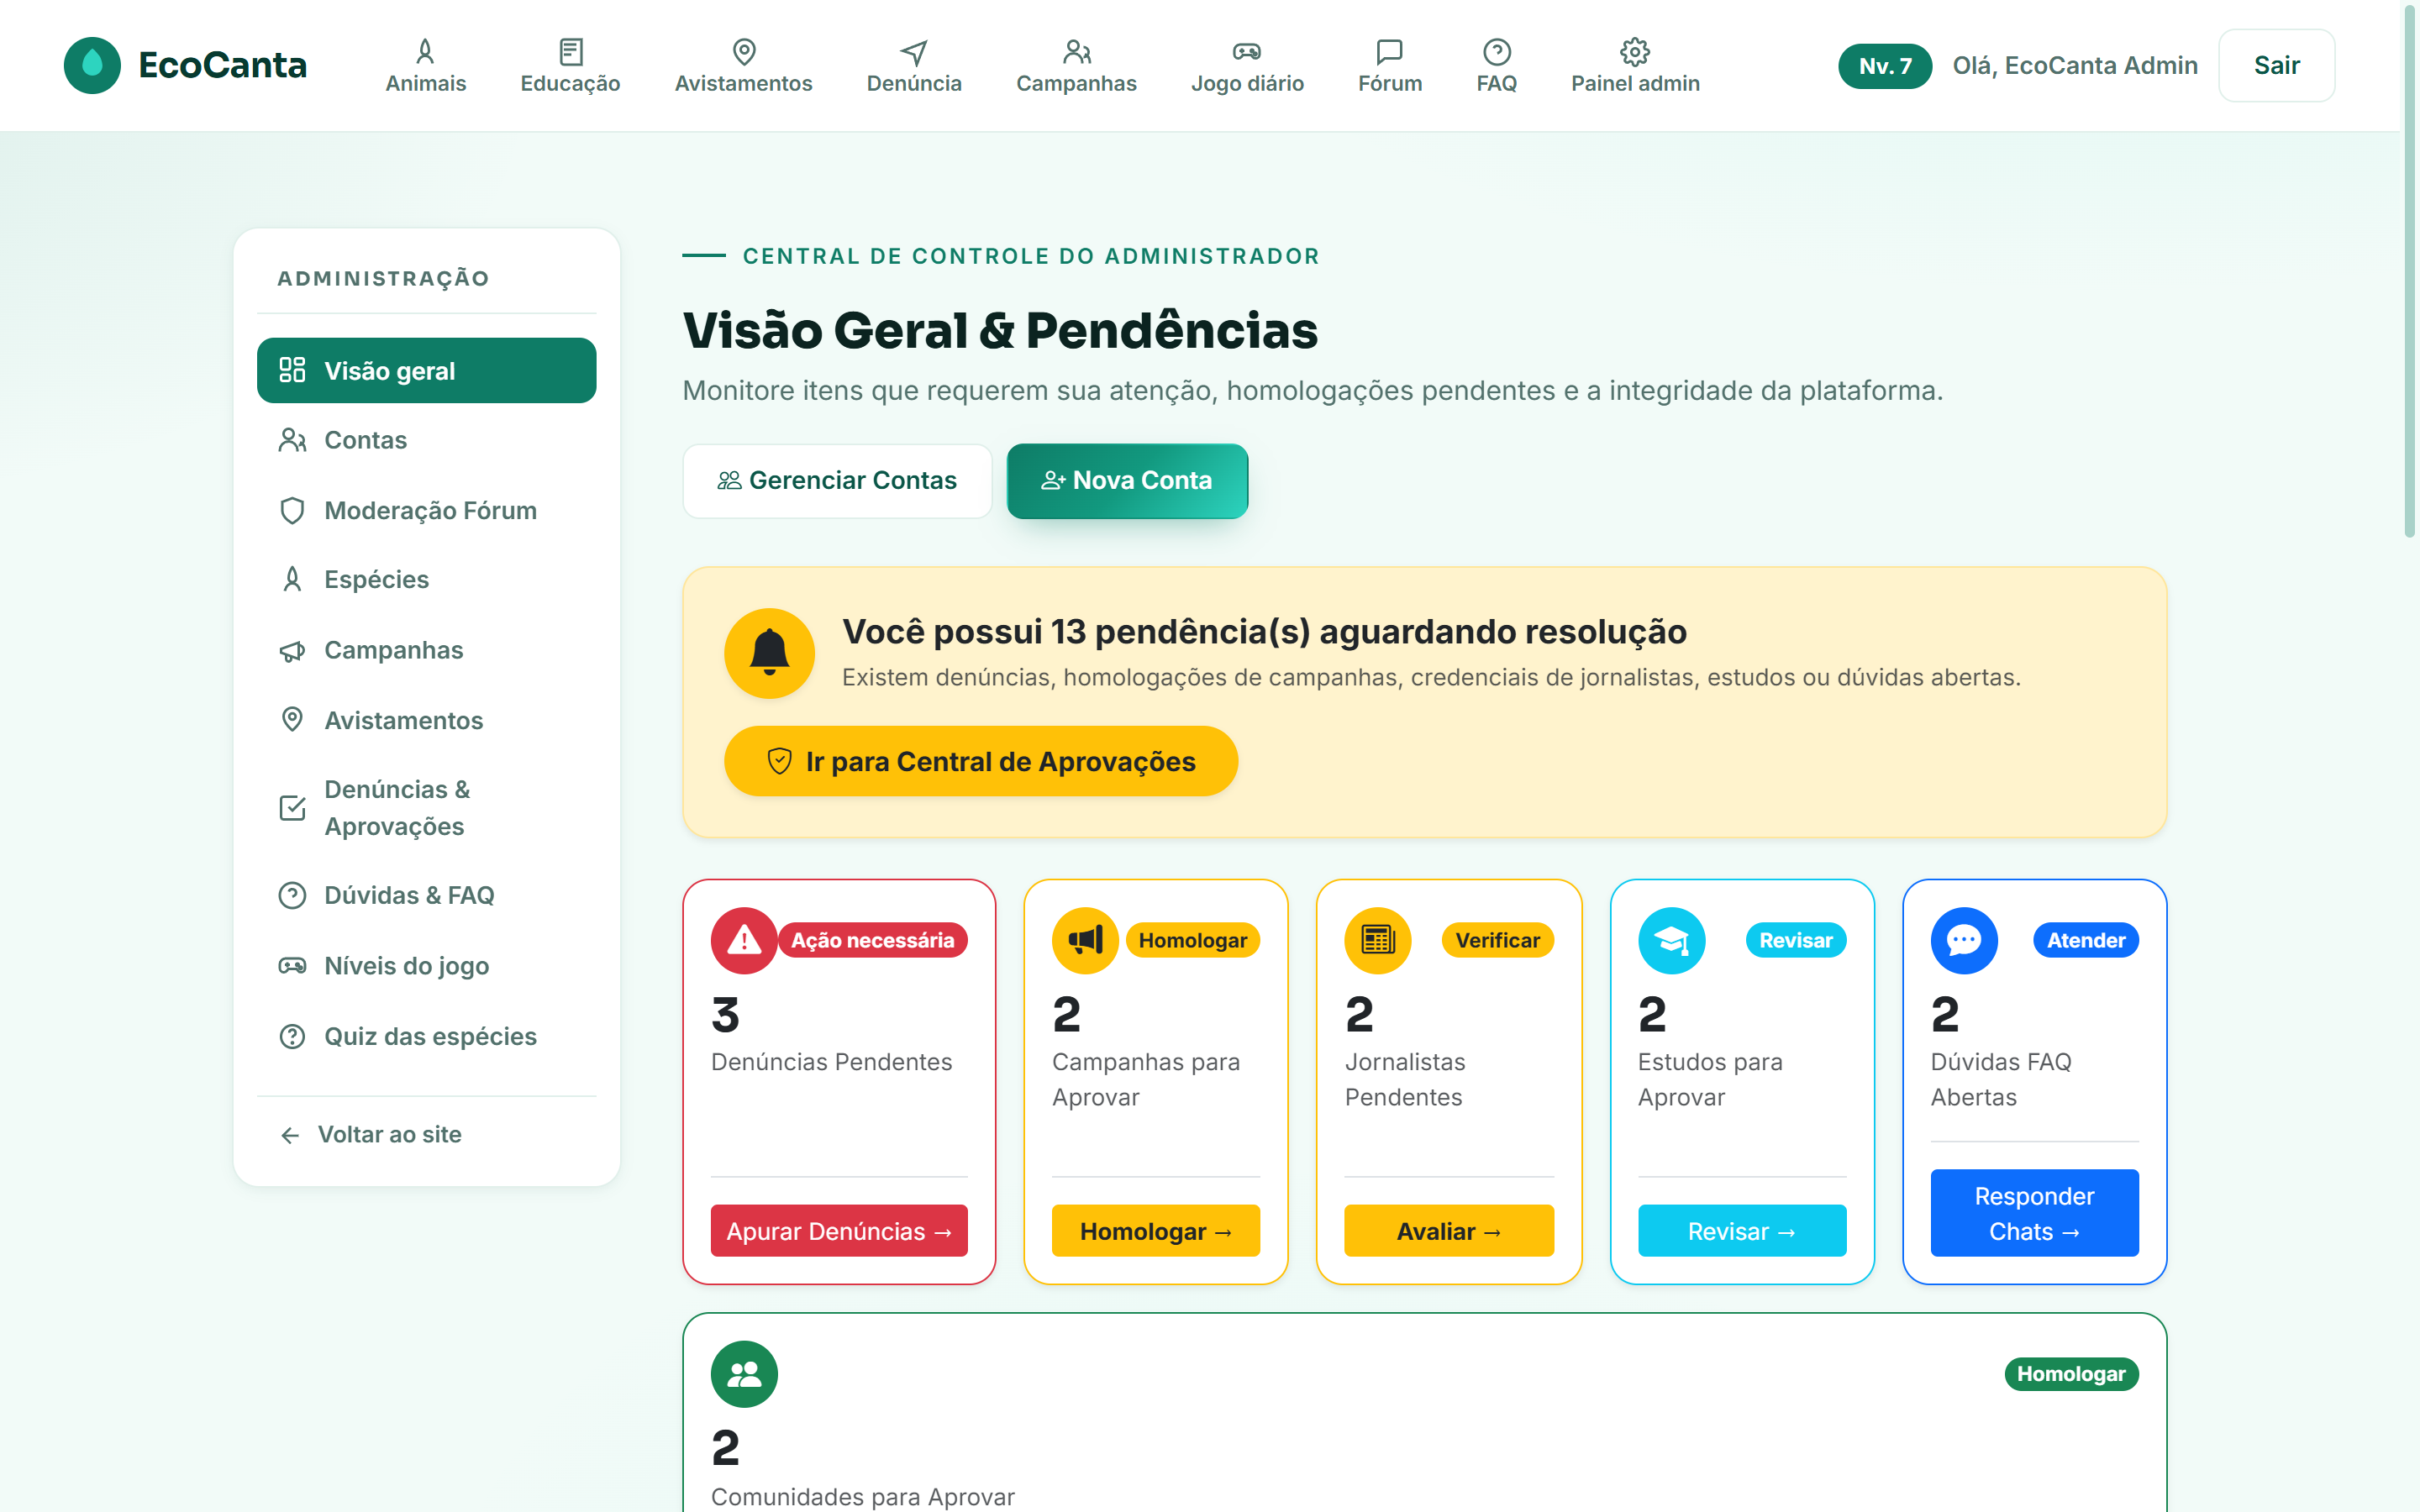 EcoCanta
Animais
Educação
Avistamentos
Denúncia
Campanhas
Jogo diário
Fórum
FAQ
Painel admin
Nv. 7
Olá, EcoCanta Admin
Sair
ADMINISTRAÇÃO
Visão geral
Contas
Moderação Fórum
Espécies
Campanhas
Avistamentos
Denúncias &
Aprovações
Dúvidas & FAQ
Níveis do jogo
Quiz das espécies
← Voltar ao site
CENTRAL DE CONTROLE DO ADMINISTRADOR
Visão Geral & Pendências
Monitore itens que requerem sua atenção, homologações pendentes e a integridade da plataforma.
Gerenciar Contas
Nova Conta
Você possui 13 pendência(s) aguardando resolução
Existem denúncias, homologações de campanhas, credenciais de jornalistas, estudos ou dúvidas abertas.
Ir para Central de Aprovações
Ação necessária
3
Denúncias Pendentes
Apurar Denúncias →
Homologar
2
Campanhas para
Aprovar
Homologar →
Verificar
2
Jornalistas
Pendentes
Avaliar →
Revisar
2
Estudos para
Aprovar
Revisar →
Atender
2
Dúvidas FAQ
Abertas
Responder
Chats →
Homologar
2
Comunidades para Aprovar